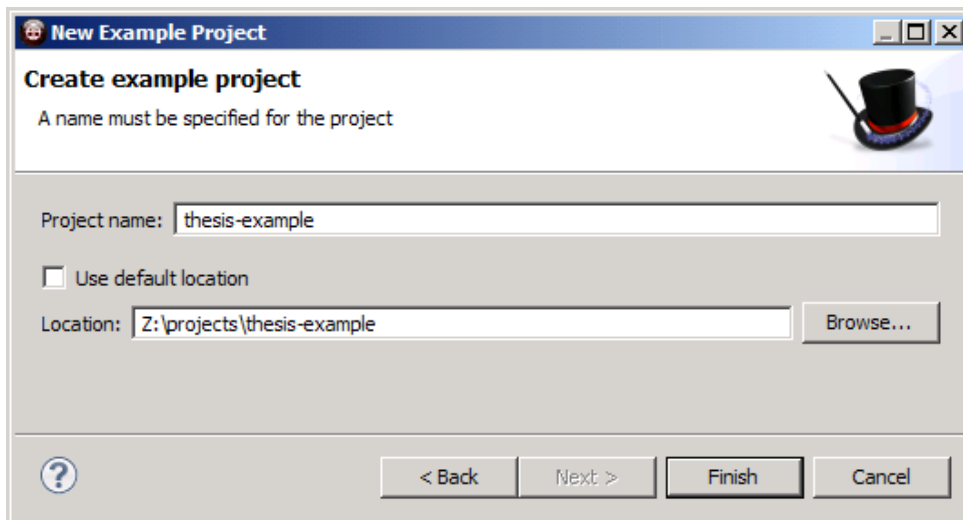 New Example Project
Create example project
A name must be specified for the project
Project name: thesis-example
Use default location
Location: Z:\projects\thesis-example Browse...
? < Back Next > Finish Cancel